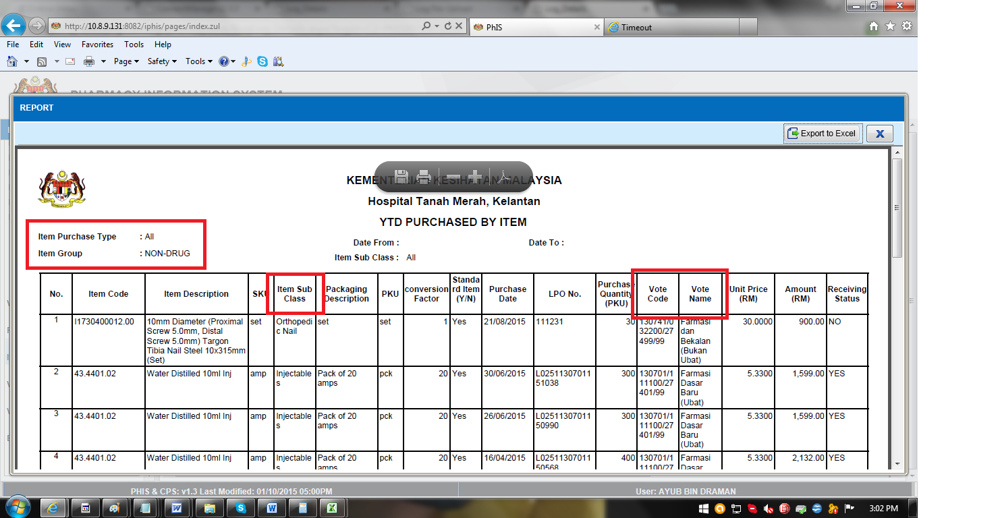 http://10.8.9.131:8082/iphis/pages/index.zul
PhIS
Timeout
File Edit View Favorites Tools Help
Page Safety Tools
PHARMACY INFORMATION SYSTEM
REPORT
Export to Excel
X
KEMENTERIAN KESIHATAN MALAYSIA
Hospital Tanah Merah, Kelantan
YTD PURCHASED BY ITEM
Item Purchase Type : All
Date From : Date To :
Item Group : NON-DRUG
Item Sub Class : All
No. Item Code Item Description SKU Item Sub Class Packaging Description PKU conversion Factor Standa rd Item (Y/N) Purchase Date LPO No. Purchase Quantity (PKU) Vote Code Vote Name Unit Price (RM) Amount (RM) Receiving Status
1 I1730400012.00 10mm Diameter (Proximal Screw 5.0mm, Distal Screw 5.0mm) Targon Tibia Nail Steel 10x315mm (Set) set Orthopedi c Nail set set 1 Yes 21/08/2015 111231 30 130741/0 32200/27 499/99 Farmasi dan Bekalan (Bukan Ubat) 30.0000 900.00 NO
2 43.4401.02 Water Distilled 10ml Inj amp Injectable s Pack of 20 amps pck 20 Yes 30/06/2015 L02511307011 51038 300 130701/1 11100/27 401/99 Farmasi Dasar Baru (Ubat) 5.3300 1,599.00 YES
3 43.4401.02 Water Distilled 10ml Inj amp Injectable s Pack of 20 amps pck 20 Yes 26/06/2015 L02511307011 50990 300 130701/1 11100/27 401/99 Farmasi Dasar Baru (Ubat) 5.3300 1,599.00 YES
4 43.4401.02 Water Distilled 10ml Inj amp Injectable s Pack of 20 amps pck 20 Yes 16/04/2015 L02511307011 50568 400 130701/1 11100/27 Farmasi Dasar 5.3300 2,132.00 YES
PHIS & CPS: v1.3 Last Modified: 01/10/2015 05:00PM
User: AYUB BIN DRAMAN
3:02 PM